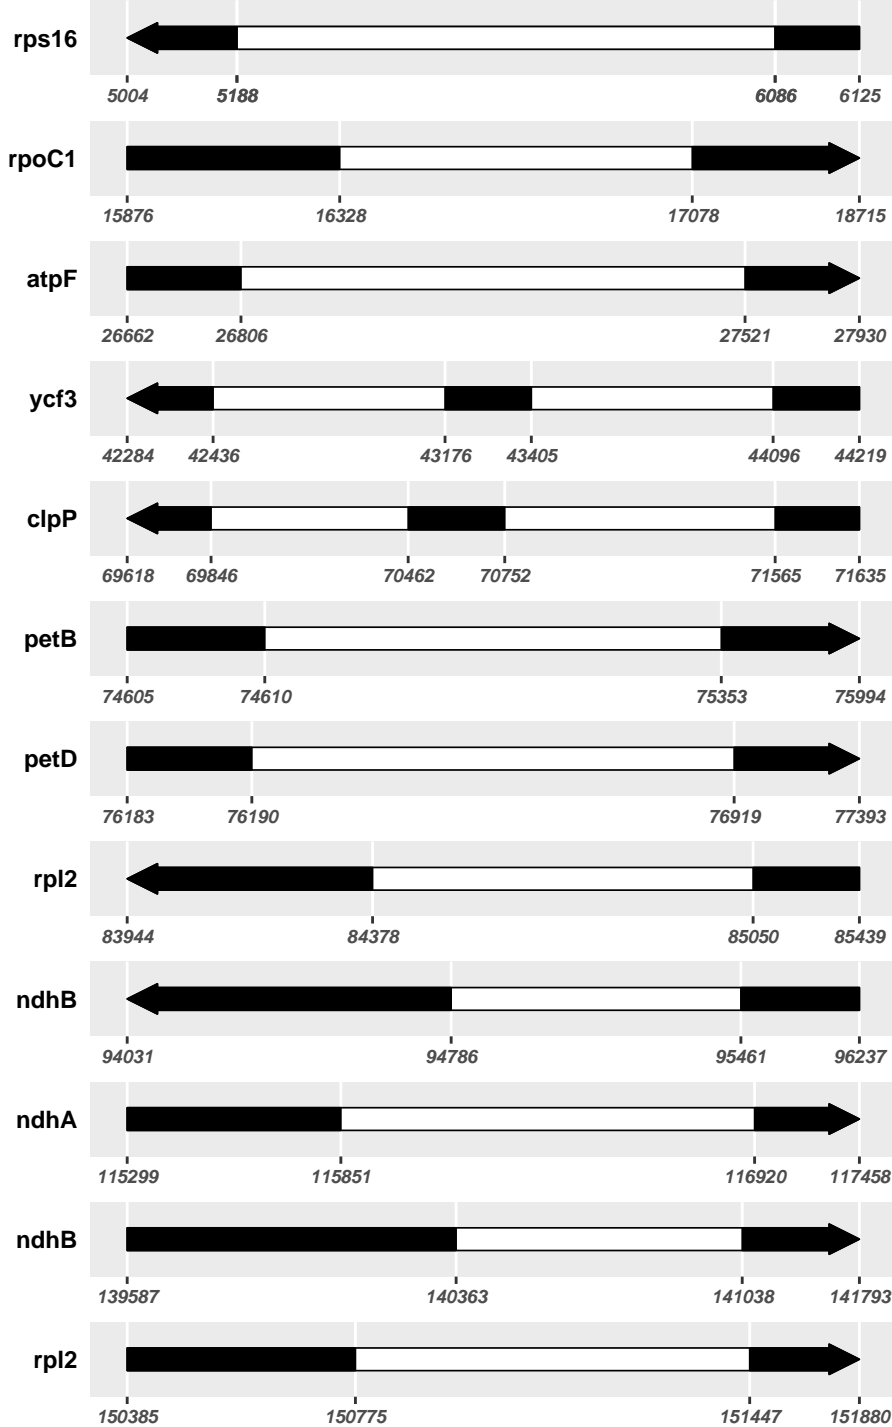 rps16
5004 5188 6086 6125
rpoC1
15876 16328 17078 18715
atpF
26662 26806 27521 27930
ycf3
42284 42436 43176 43405 44096 44219
clpP
69618 69846 70462 70752 71565 71635
petB
74605 74610 75353 75994
petD
76183 76190 76919 77393
rpl2
83944 84378 85050 85439
ndhB
94031 94786 95461 96237
ndhA
115299 115851 116920 117458
ndhB
139587 140363 141038 141793
rpl2
150385 150775 151447 151880